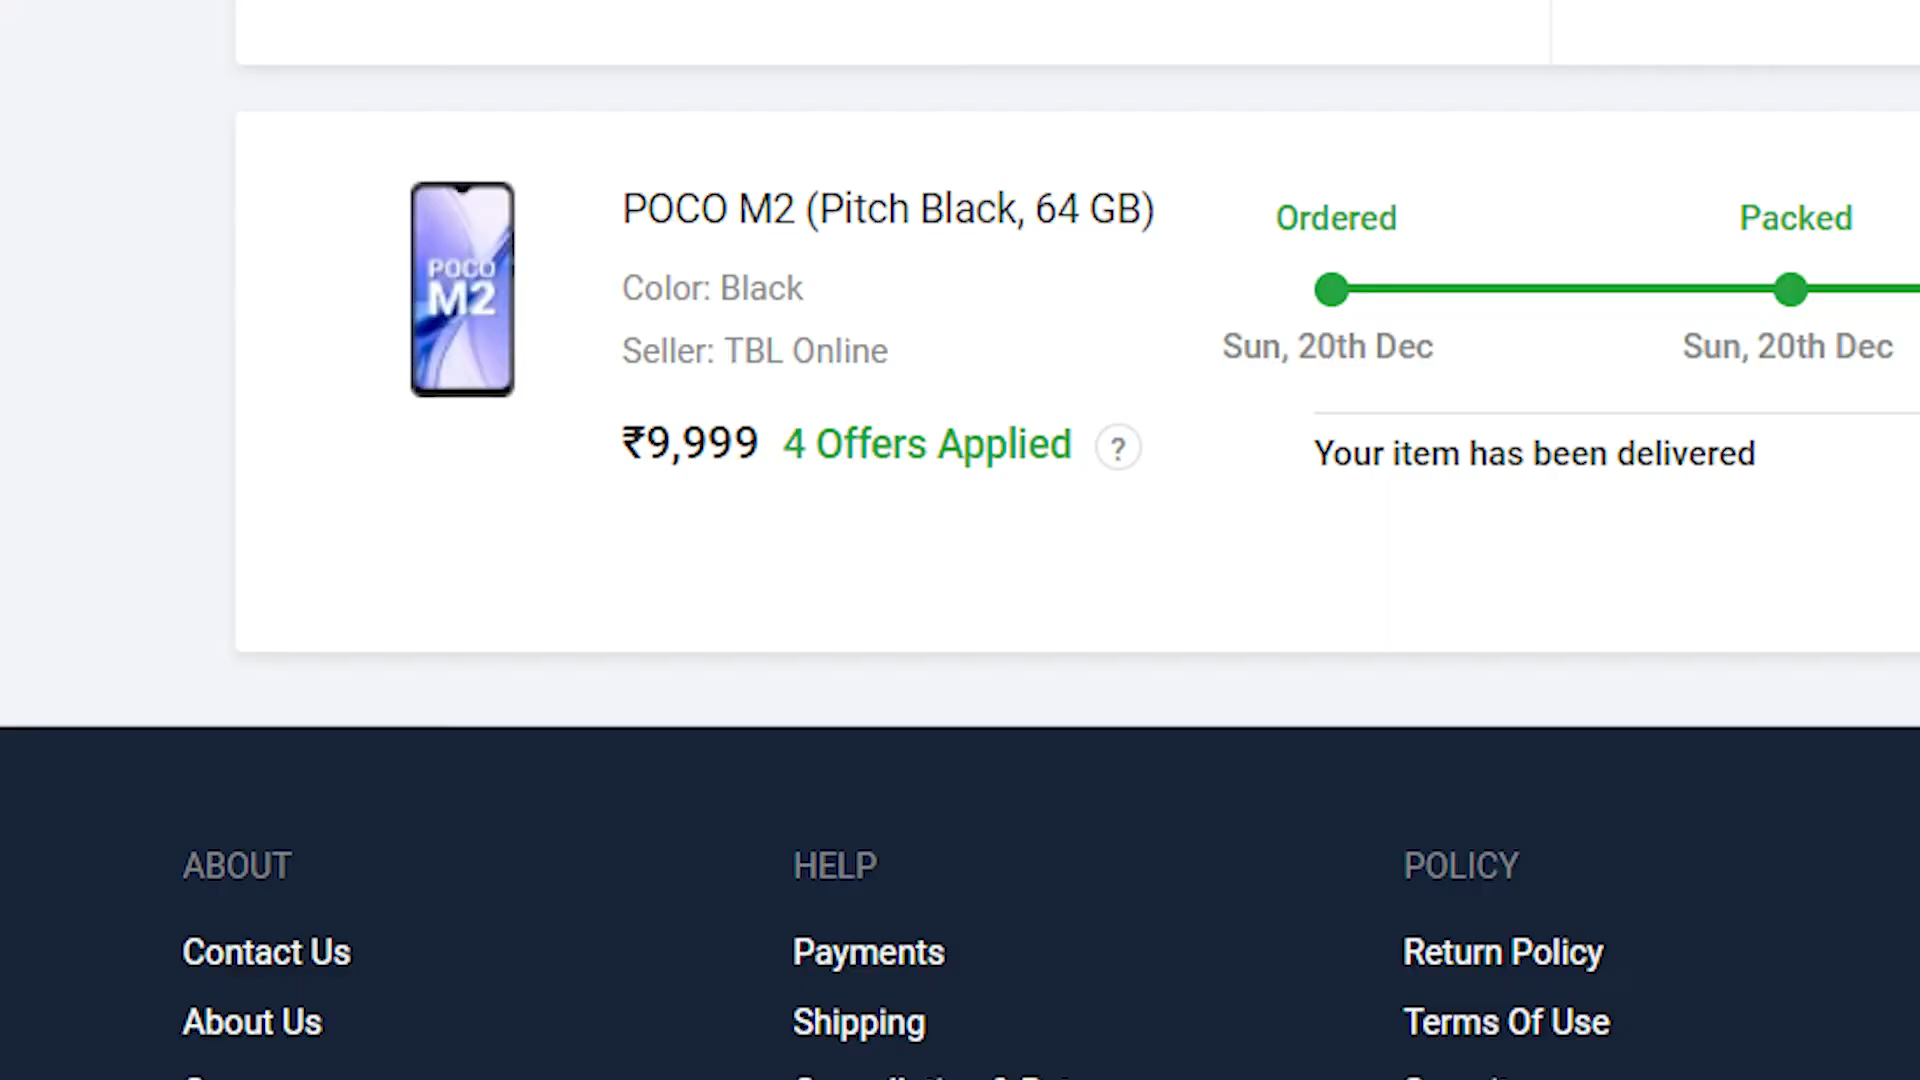 POCO M2 (Pitch Black, 64 GB)
Color: Black
Seller: TBL Online
₹9,999 4 Offers Applied ?
POCO
M2
Ordered Packed
Sun, 20th Dec Sun, 20th Dec
Your item has been delivered
ABOUT
Contact Us
About Us
HELP
Payments
Shipping
POLICY
Return Policy
Terms Of Use